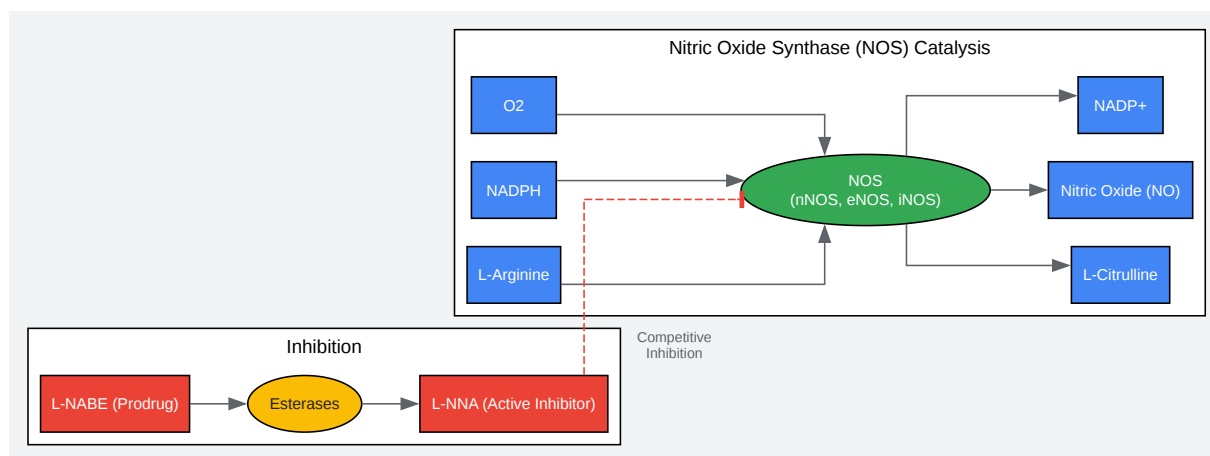 Nitric Oxide Synthase (NOS) Catalysis
O2
NADP+
NADPH
NOS
(nNOS, eNOS, iNOS)
Nitric Oxide (NO)
L-Arginine
L-Citrulline
Competitive
Inhibition
Inhibition
L-NABE (Prodrug)
Esterases
L-NNA (Active Inhibitor)